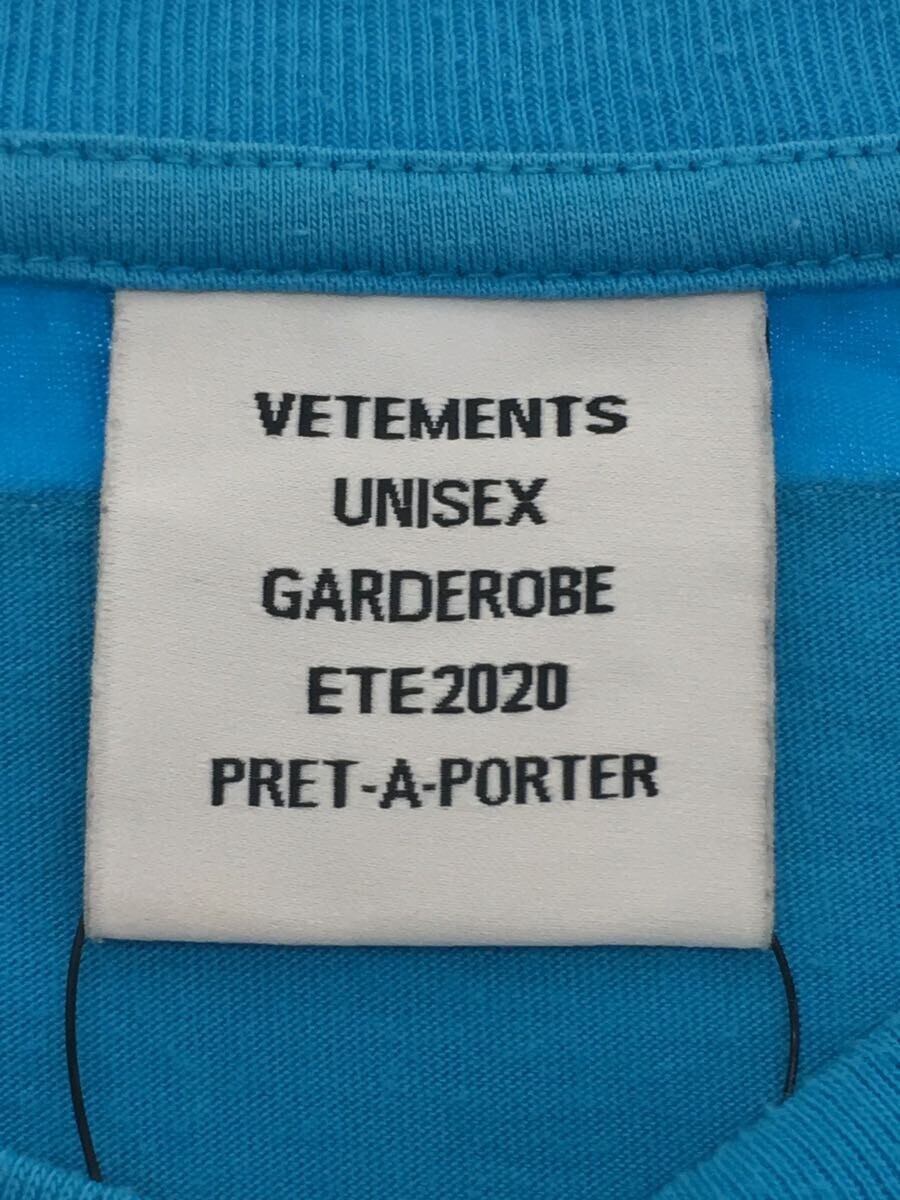 VETEMENTS
UNISEX
GARDEROBE
ETE2020
PRET-A-PORTER